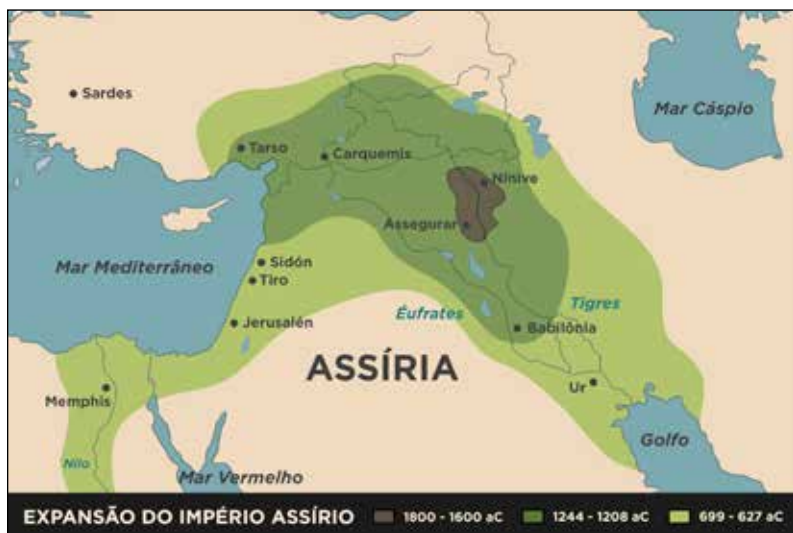 Sardes
Mar Cáspio
Tarso
Carquemis
Nínive
Assegurar
Mar Mediterrâneo
Sidón
Tiro
Jerusalén
Éufrates
Tigres
Babilônia
ASSÍRIA
Ur
Memphis
Golfo
Nilo
Mar Vermelho
EXPANSÃO DO IMPÉRIO ASSÍRIO 1800 - 1600 aC 1244 - 1208 aC 699 - 627 aC